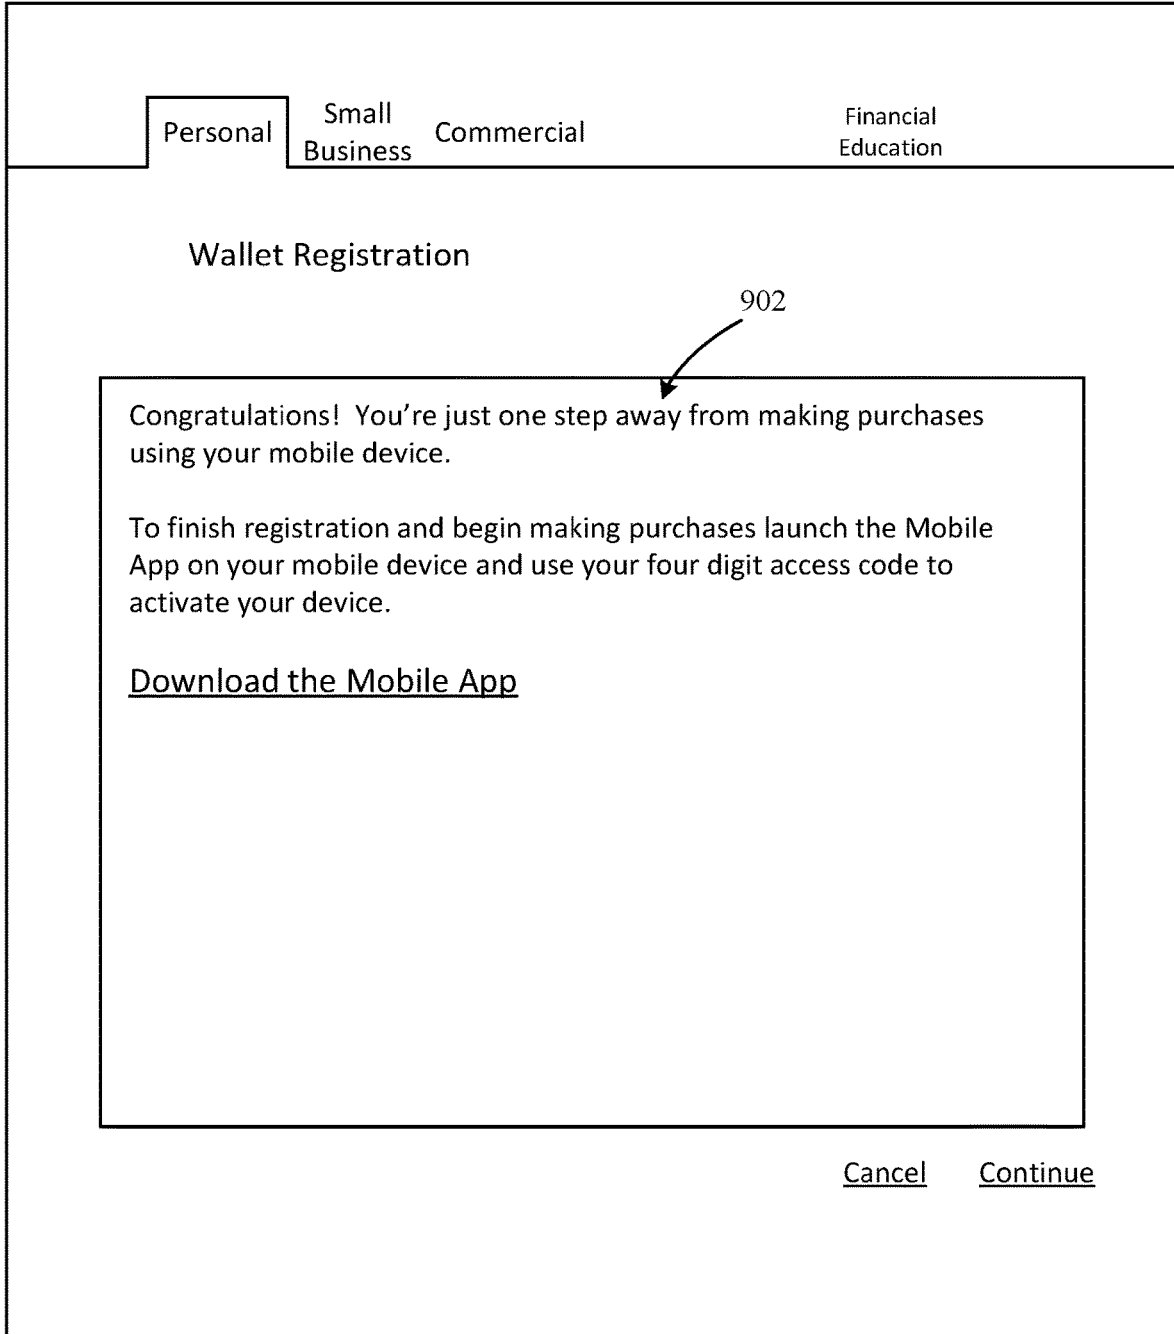 Personal
Small
Business
Commercial
Financial
Education
Wallet Registration
902
Congratulations!  You're just one step away from making purchases
using your mobile device.
To finish registration and begin making purchases launch the Mobile
App on your mobile device and use your four digit access code to
activate your device.
Download the Mobile App
Cancel
Continue